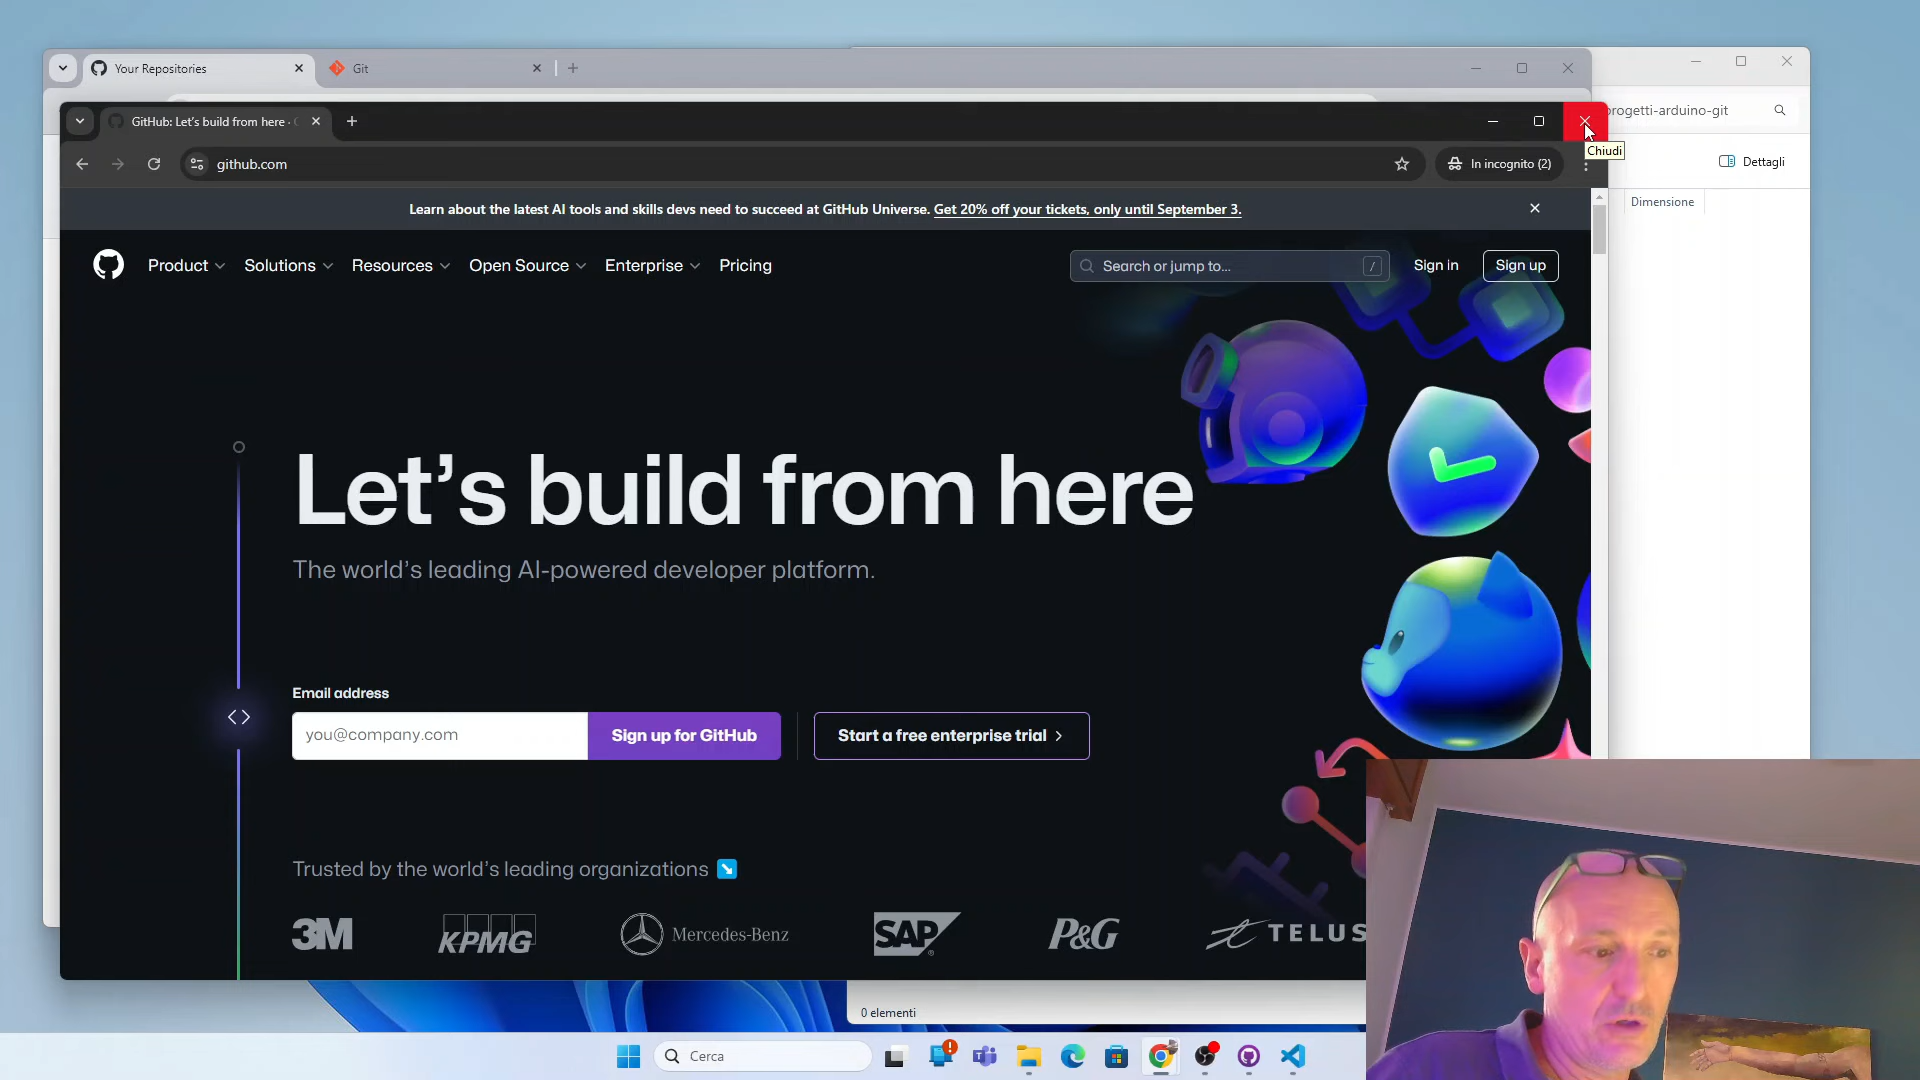 Your Repositories
Git
progetti-arduino-git
GitHub: Let's build from here ·
Chiudi
github.com
In incognito (2)
Dettagli
Dimensione
Learn about the latest AI tools and skills devs need to succeed at GitHub Universe. Get 20% off your tickets, only until September 3.
Product
Solutions
Resources
Open Source
Enterprise
Pricing
Search or jump to...
/
Sign in
Sign up
Let's build from here
The world's leading AI-powered developer platform.
Email address
you@company.com
Sign up for GitHub
Start a free enterprise trial
Trusted by the world's leading organizations
3M
KPMG
Mercedes-Benz
SAP
P&G
TELUS
0 elementi
Cerca